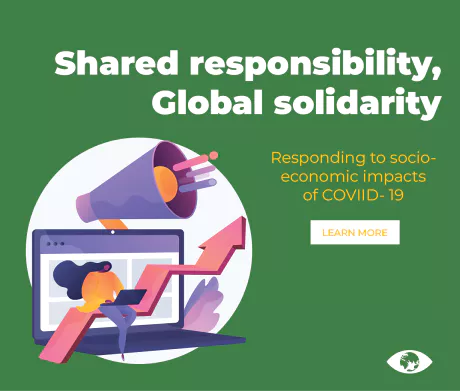 Shared responsibility,
Global solidarity
Responding to socio-
economic impacts
of COVIID- 19
LEARN MORE